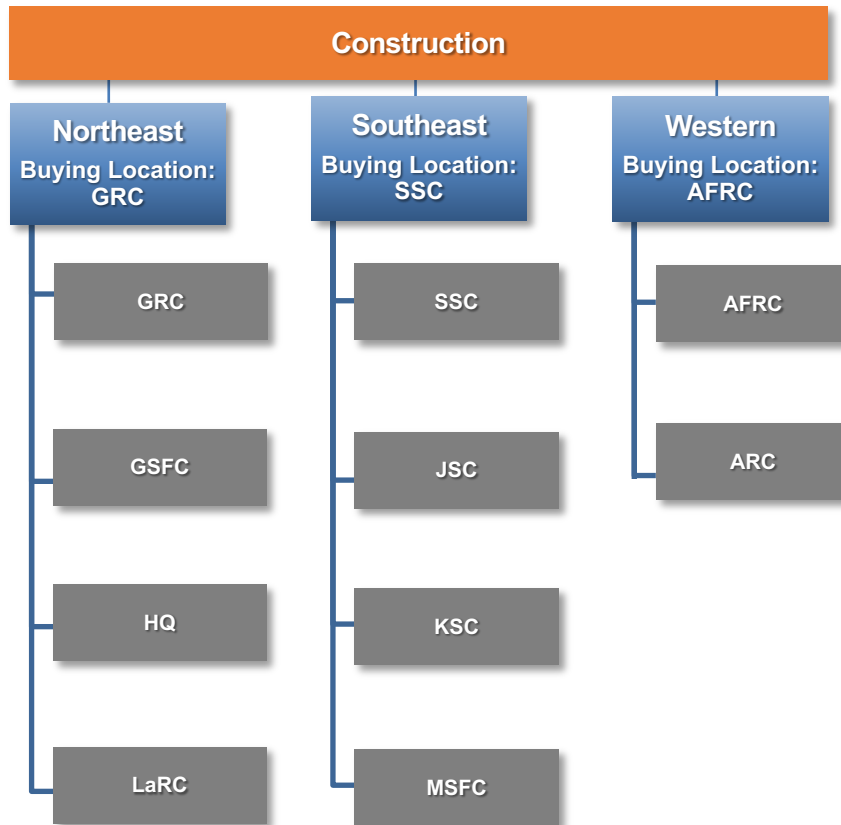 Construction
Northeast
Buying Location:
GRC
GRC
GSFC
HQ
LaRC
Southeast
Buying Location:
SSC
SSC
JSC
KSC
MSFC
Western
Buying Location:
AFRC
AFRC
ARC